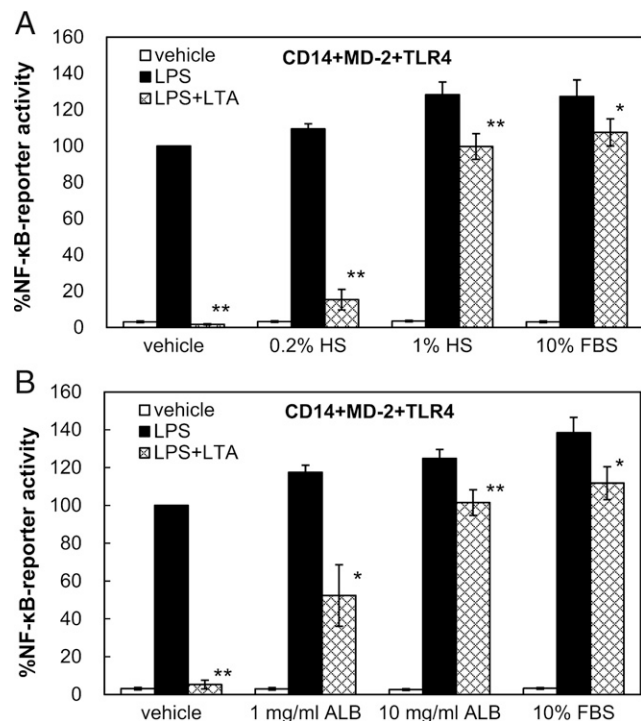 A
160
140
120
100
80
60
40
20
0
%NF-κB-reporter activity
CD14+MD-2+TLR4
vehicle
LPS
LPS+LTA
**
**
**
*
vehicle 0.2% HS 1% HS 10% FBS
B
160
140
120
100
80
60
40
20
0
%NF-κB-reporter activity
CD14+MD-2+TLR4
vehicle
LPS
LPS+LTA
**
*
**
*
vehicle 1 mg/ml ALB 10 mg/ml ALB 10% FBS